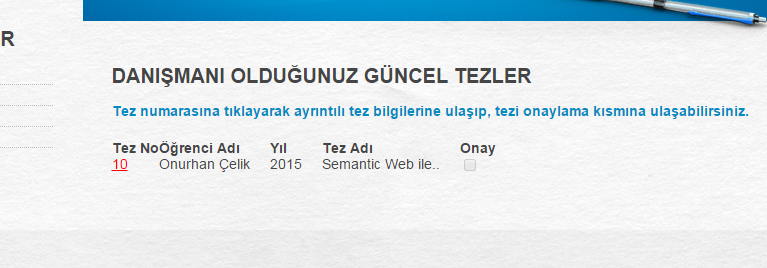 R
DANIŞMANI OLDUĞUNUZ GÜNCEL TEZLER
Tez numarasına tıklayarak ayrıntılı tez bilgilerine ulaşıp, tezi onaylama kısmına ulaşabilirsiniz.
Tez No Öğrenci Adı Yıl Tez Adı Onay
10 Onurhan Çelik 2015 Semantic Web ile..